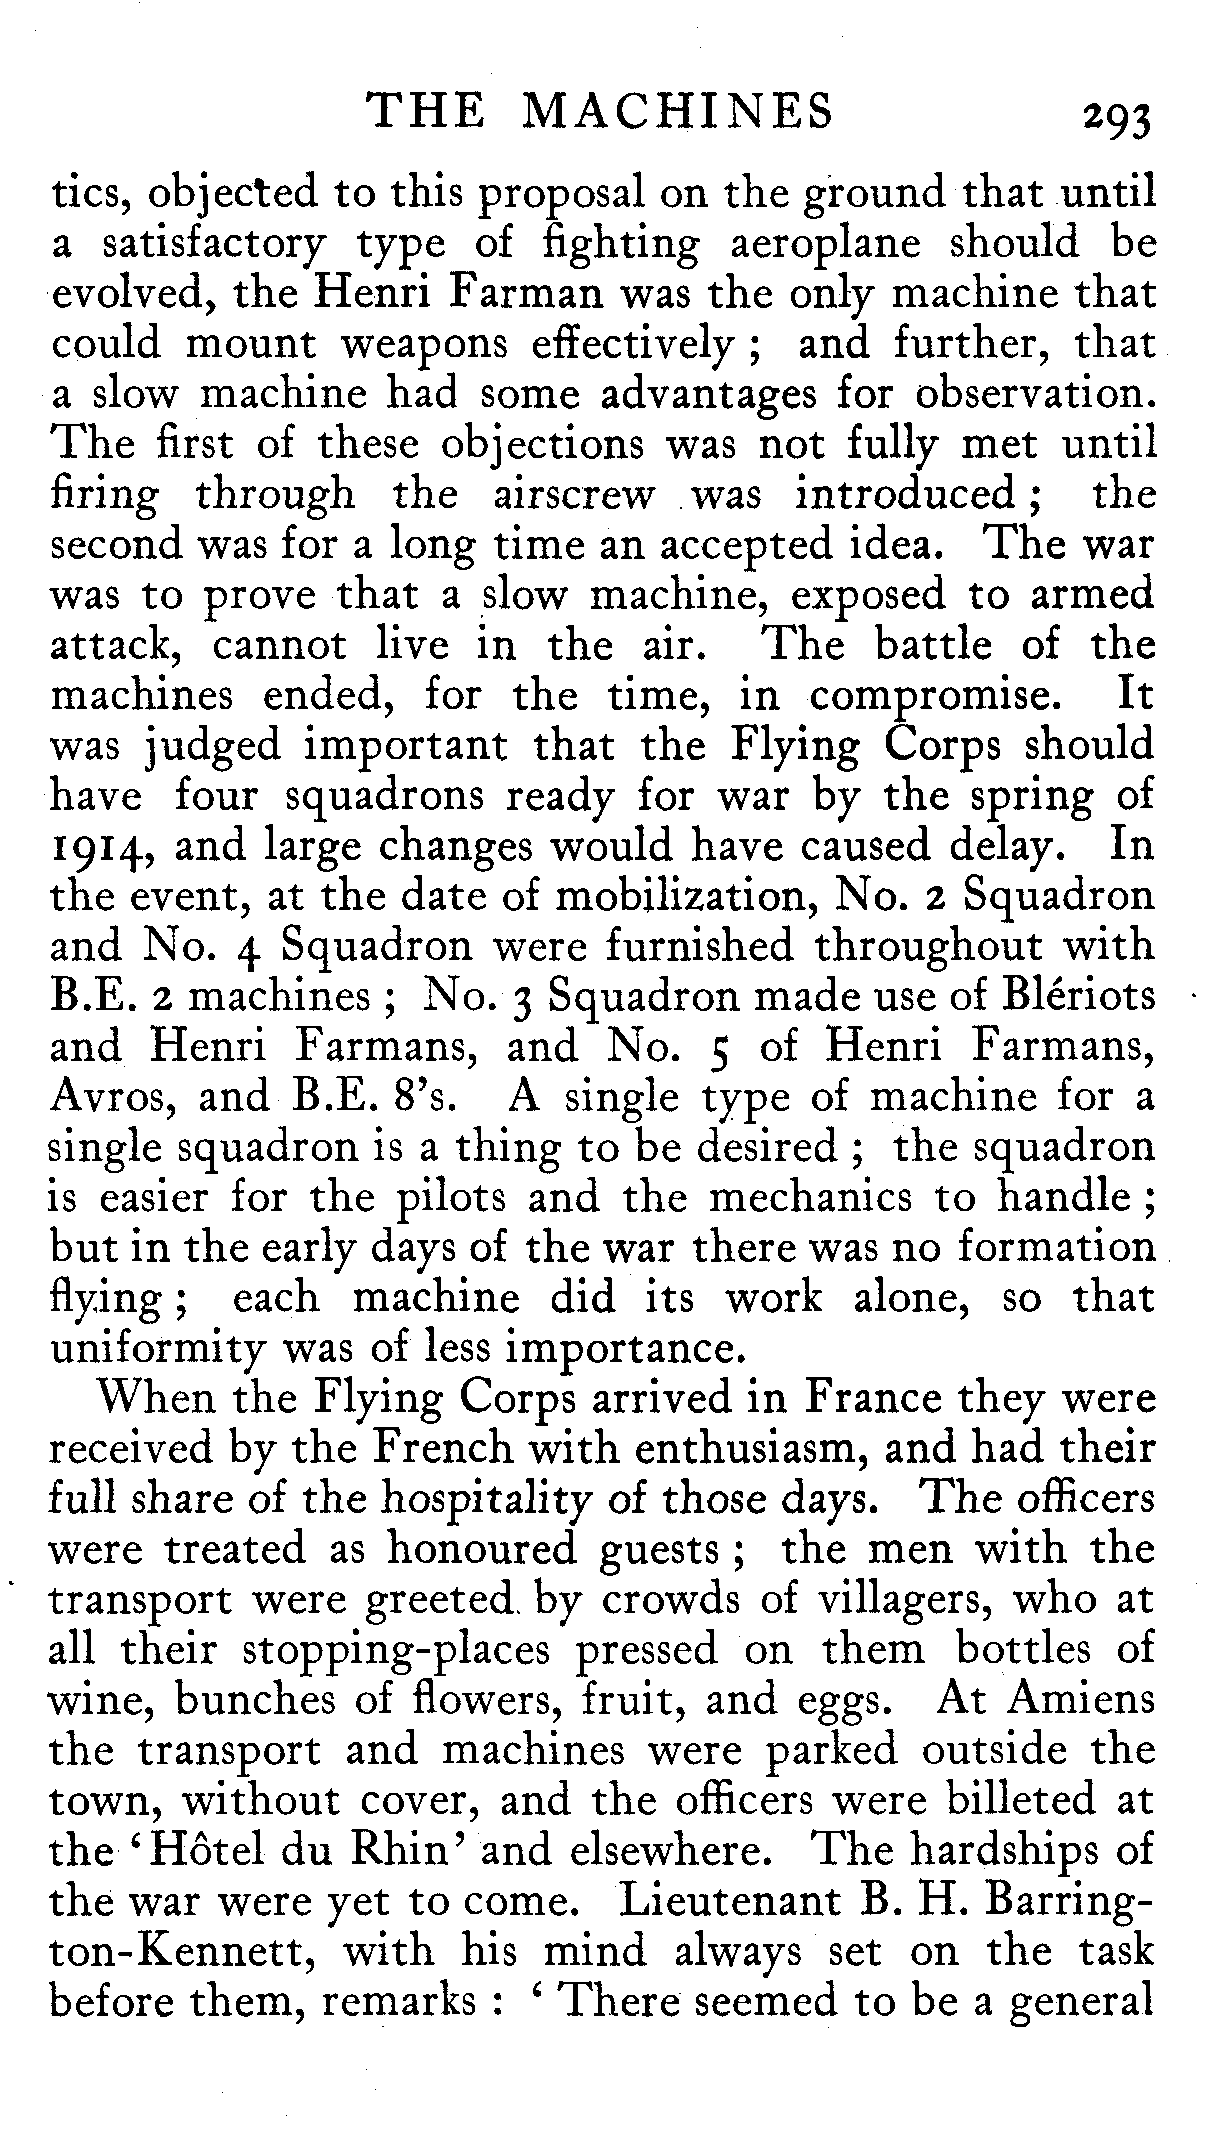 THE MACHINES 293
tics, objected to this proposal on the ground that until
a satisfactory type of fighting aeroplane should be
evolved, the Henri Farman was the only machine that
could mount weapons effectively ; and further, that
a slow machine had some advantages for observation.
The first of these objections was not fully met until
firing through the airscrew was introduced ; the
second was for a long time an accepted idea. The war
was to prove that a slow machine, exposed to armed
attack, cannot live in the air. The battle of the
machines ended, for the time, in compromise. It
was judged important that the Flying Corps should
have four squadrons ready for war by the spring of
1914, and large changes would have caused delay. In
the event, at the date of mobilization, No. 2 Squadron
and No. 4 Squadron were furnished throughout with
B.E. 2 machines ; No. 3 Squadron made use of Blériots
and Henri Farmans, and No. 5 of Henri Farmans,
Avros, and B.E. 8's. A single type of machine for a
single squadron is a thing to be desired ; the squadron
is easier for the pilots and the mechanics to handle ;
but in the early days of the war there was no formation
flying ; each machine did its work alone, so that
uniformity was of less importance.
When the Flying Corps arrived in France they were
received by the French with enthusiasm, and had their
full share of the hospitality of those days. The officers
were treated as honoured guests ; the men with the
transport were greeted by crowds of villagers, who at
all their stopping-places pressed on them bottles of
wine, bunches of flowers, fruit, and eggs. At Amiens
the transport and machines were parked outside the
town, without cover, and the officers were billeted at
the ‘Hôtel du Rhin’ and elsewhere. The hardships of
the war were yet to come. Lieutenant B. H. Barring-
ton-Kennett, with his mind always set on the task
before them, remarks : ‘ There seemed to be a general